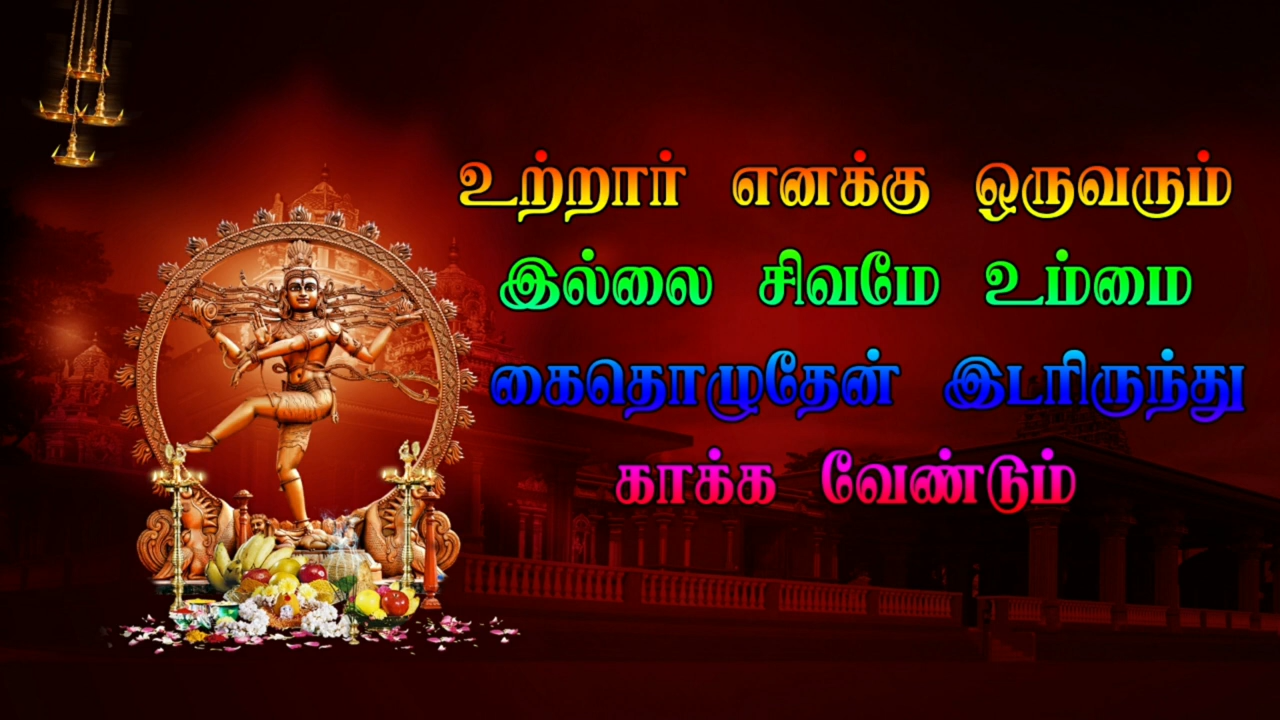 உற்றார் எனக்கு ஒருவரும்
இல்லை சிவமே உம்மை
கைதொழுதேன் இடரிருந்து
காக்க வேண்டும்